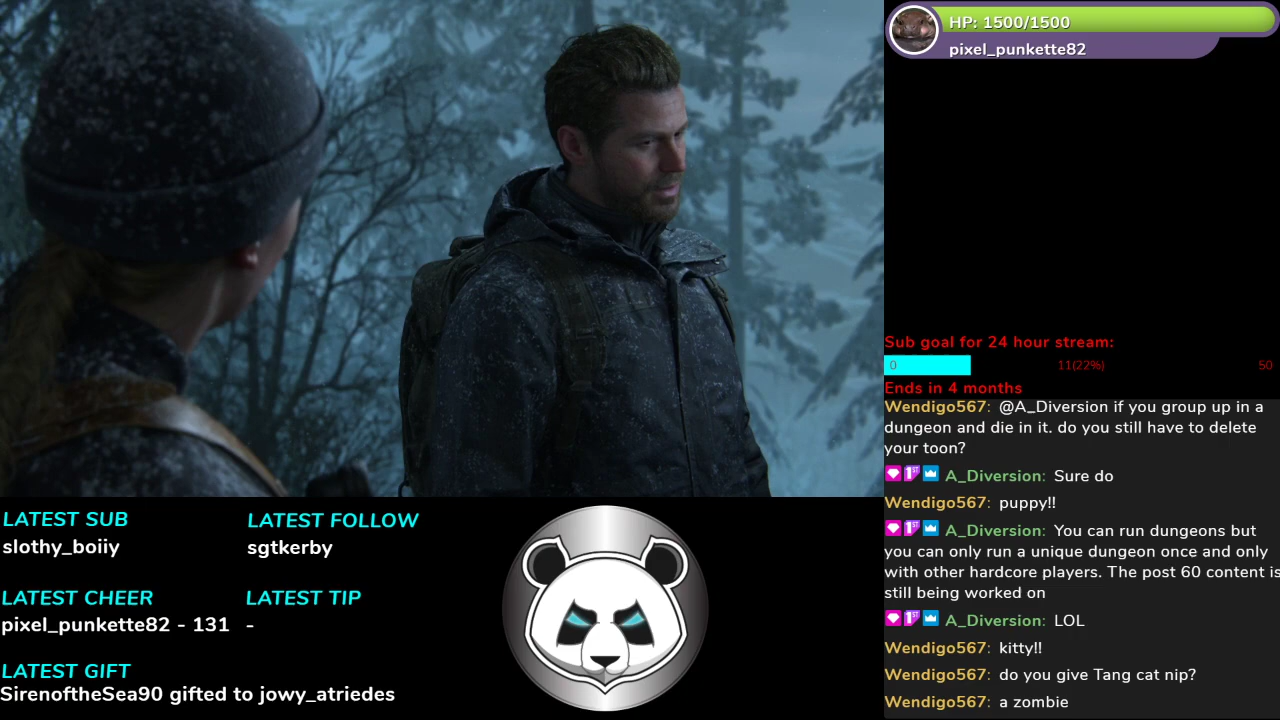 HP: 1500/1500
pixel_punkette82
Sub goal for 24 hour stream:
0 11(22%) 50
Ends in 4 months
Wendigo567: @A_Diversion if you group up in a
dungeon and die in it. do you still have to delete
your toon?
1ST A_Diversion: Sure do
Wendigo567: puppy!!
1ST A_Diversion: You can run dungeons but
you can only run a unique dungeon once and only
with other hardcore players. The post 60 content is
still being worked on
1ST A_Diversion: LOL
Wendigo567: kitty!!
Wendigo567: do you give Tang cat nip?
Wendigo567: a zombie
LATEST SUB
slothy_boiiy
LATEST FOLLOW
sgtkerby
LATEST CHEER
pixel_punkette82 - 131
LATEST TIP
-
LATEST GIFT
SirenoftheSea90 gifted to jowy_atriedes